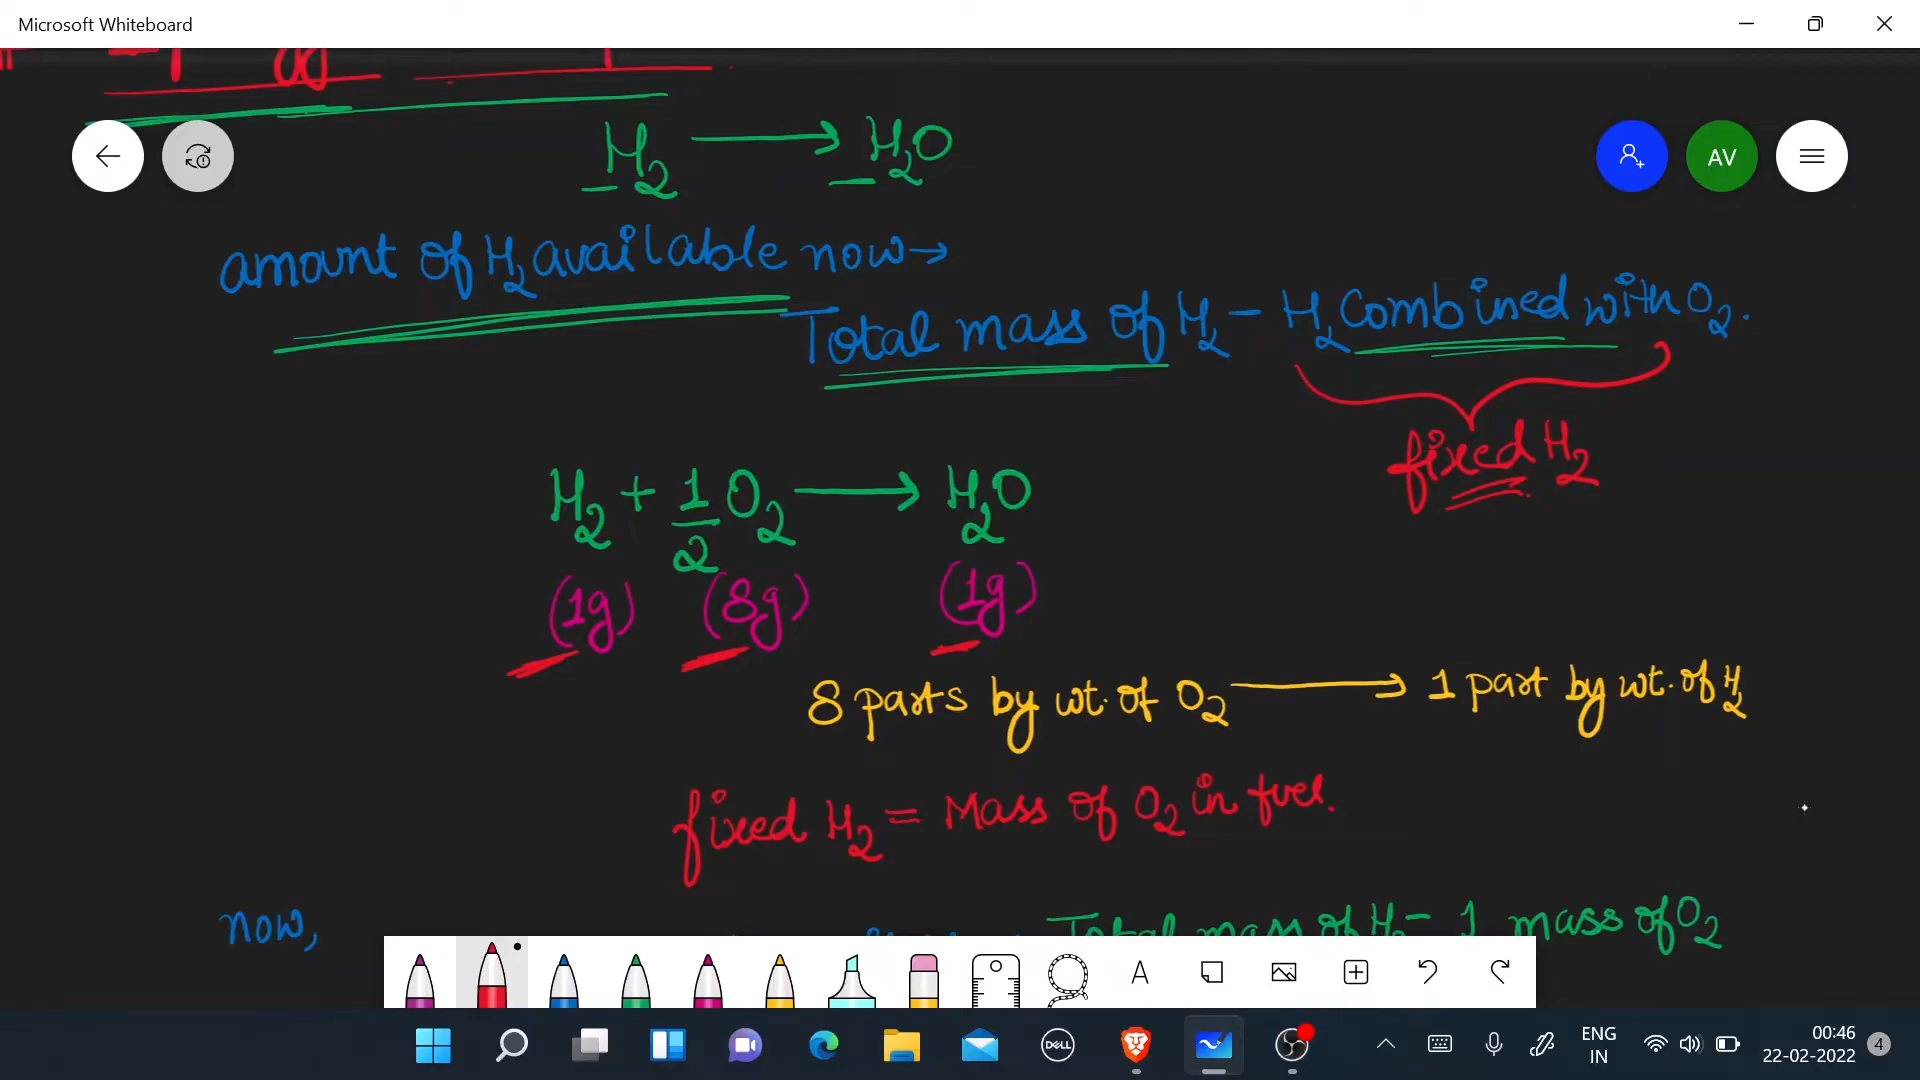 Microsoft Whiteboard
H2 → H2O
AV
amount of H2 available now →
Total mass of H2 - H2 Combined with O2.
fixed H2
H2 + 1/2 O2 → H2O
(1g) (8g) (1g)
8 parts by wt. of O2 → 1 part by wt. of H2
fixed H2 = Mass of O2 in fuel.
now,
Total mass of H2 - 1 mass of O2
A
DELL
ENG
IN
00:46
22-02-2022
4